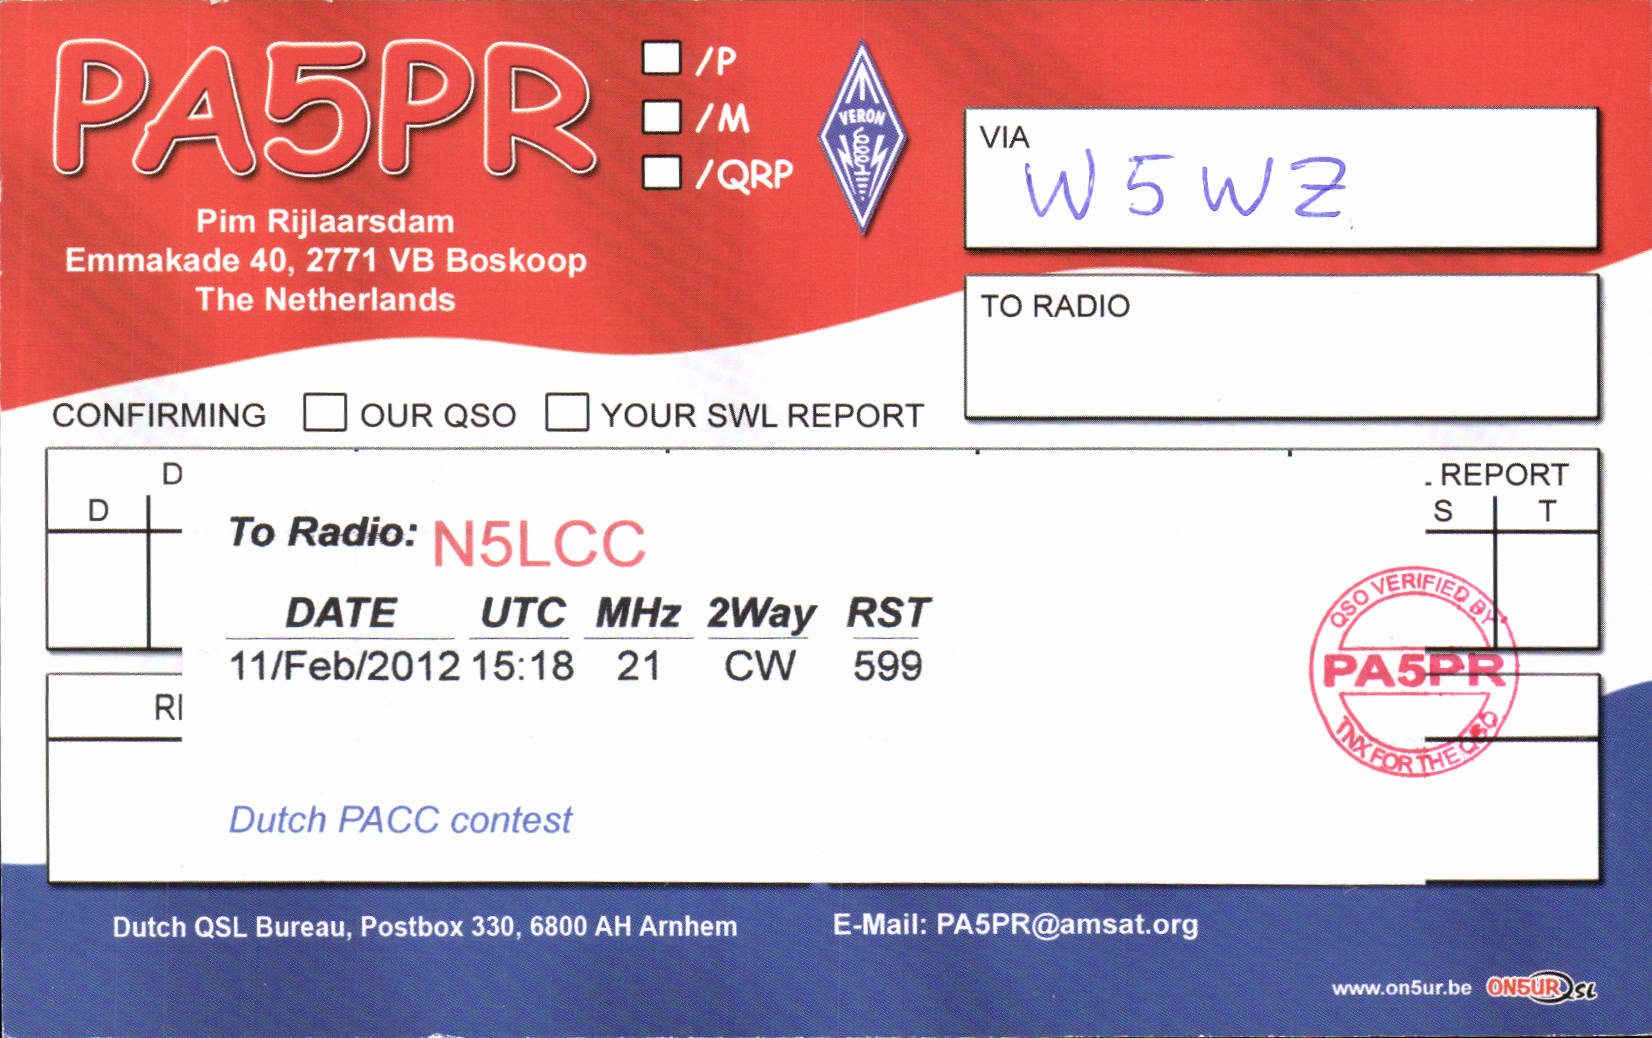 PA5PR
Pim Rijlaarsdam
Emmakade 40, 2771 VB Boskoop
The Netherlands
/P
/M
/QRP
VERON
VIA
W5WZ
TO RADIO
CONFIRMING OUR QSO YOUR SWL REPORT
D
D
REPORT
S T
To Radio: N5LCC
DATE UTC MHz 2Way RST
11/Feb/2012 15:18 21 CW 599
QSO VERIFIED BY
PA5PR
TNX FOR THE QSO
Dutch PACC contest
Dutch QSL Bureau, Postbox 330, 6800 AH Arnhem
E-Mail: PA5PR@amsat.org
www.on5ur.be ON5UR QSL